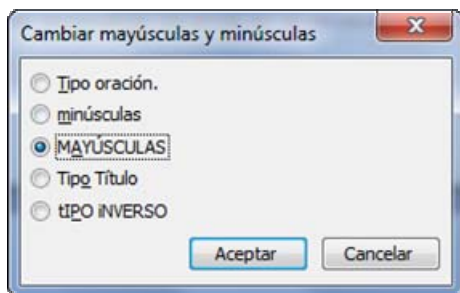 Cambiar mayúsculas y minúsculas
Tipo oración.
minúsculas
MAYÚSCULAS
Tipo Título
tIPO iNVERSO
Aceptar Cancelar